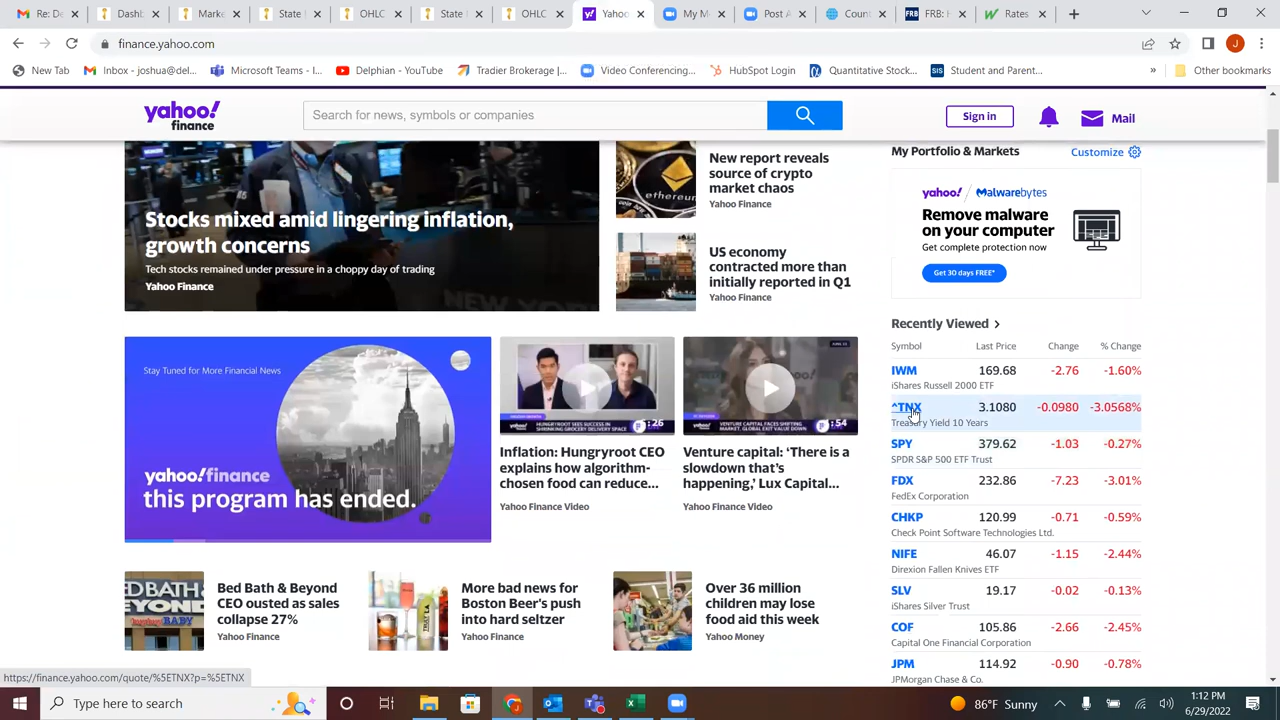 Re: D
Dashb
State
OHLC
State
OHLC
Yahoo
My M
Post A
Coun
FRB FRB: H
Rates
finance.yahoo.com
New Tab
Inbox - joshua@del...
Microsoft Teams - I...
Delphian - YouTube
Tradier Brokerage |...
Video Conferencing...
HubSpot Login
Quantitative Stock...
SIS Student and Parent...
»
Other bookmarks
J
yahoo!
finance
Search for news, symbols or companies
Sign in
Mail
Stocks mixed amid lingering inflation,
growth concerns
Tech stocks remained under pressure in a choppy day of trading
Yahoo Finance
ethereum
New report reveals
source of crypto
market chaos
Yahoo Finance
US economy
contracted more than
initially reported in Q1
Yahoo Finance
My Portfolio & Markets
Customize
yahoo! / Malwarebytes
Remove malware
on your computer
Get complete protection now
Get 30 days FREE*
Stay Tuned for More Financial News
yahoo!finance
this program has ended.
Inflation: Hungryroot CEO
explains how algorithm-
chosen food can reduce...
Yahoo Finance Video
Venture capital: ‘There is a
slowdown that’s
happening,’ Lux Capital...
Yahoo Finance Video
BED BATH &
BEYOND
BABY
Bed Bath & Beyond
CEO ousted as sales
collapse 27%
Yahoo Finance
More bad news for
Boston Beer's push
into hard seltzer
Yahoo Finance
Over 36 million
children may lose
food aid this week
Yahoo Money
Recently Viewed
Symbol Last Price Change % Change
IWM 169.68 -2.76 -1.60%
iShares Russell 2000 ETF
^TNX 3.1080 -0.0980 -3.0568%
Treasury Yield 10 Years
SPY 379.62 -1.03 -0.27%
SPDR S&P 500 ETF Trust
FDX 232.86 -7.23 -3.01%
FedEx Corporation
CHKP 120.99 -0.71 -0.59%
Check Point Software Technologies Ltd.
NIFE 46.07 -1.15 -2.44%
Direxion Fallen Knives ETF
SLV 19.17 -0.02 -0.13%
iShares Silver Trust
COF 105.86 -2.66 -2.45%
Capital One Financial Corporation
JPM 114.92 -0.90 -0.78%
JPMorgan Chase & Co.
https://finance.yahoo.com/quote/%5ETNX?p=%5ETNX
Type here to search
86°F Sunny
1:12 PM
6/29/2022